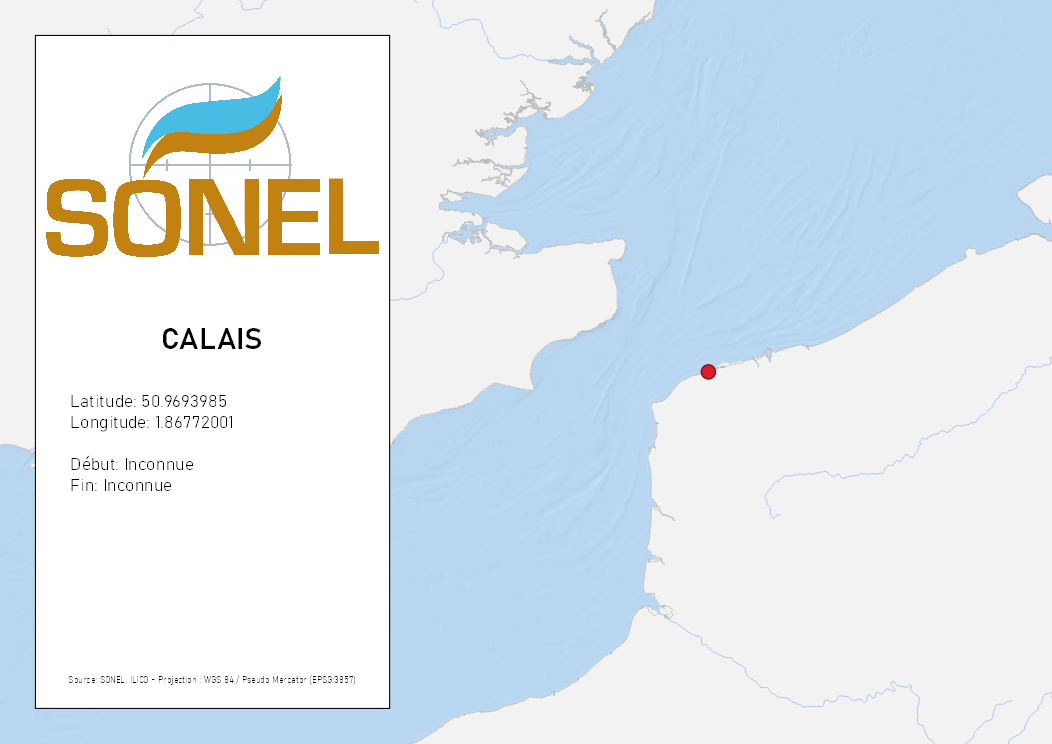 SONEL
CALAIS
Latitude: 50.9693985
Longitude: 1.86772001
Début: Inconnue
Fin: Inconnue
Source: SONEL, ILICO - Projection : WGS 84 / Pseudo Mercator (EPSG:3857)